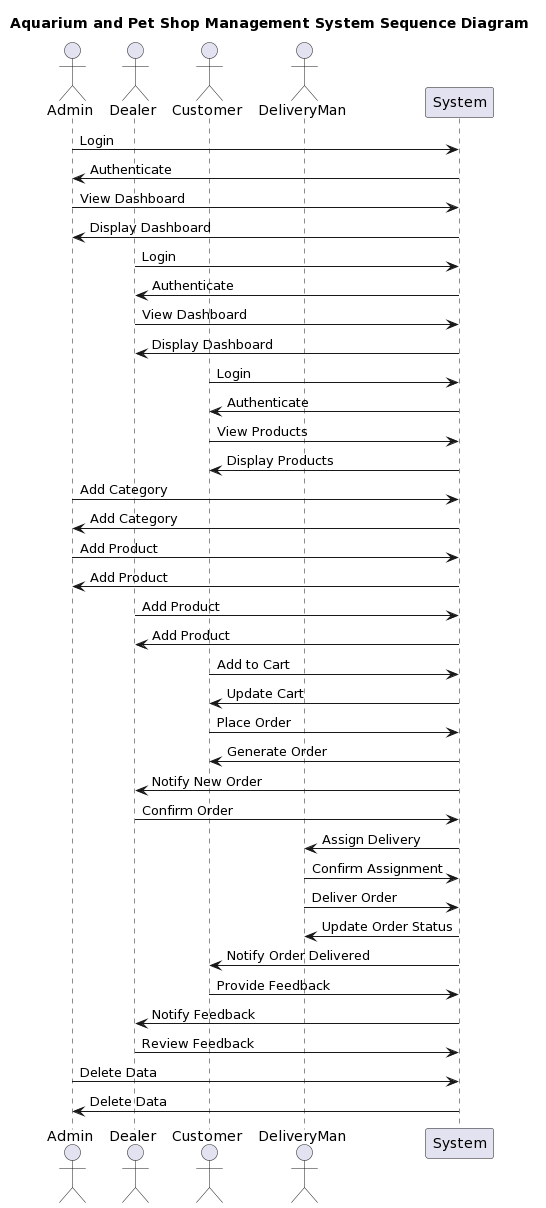 Aquarium and Pet Shop Management System Sequence Diagram
Admin Dealer Customer DeliveryMan System
Login
Authenticate
View Dashboard
Display Dashboard
Login
Authenticate
View Dashboard
Display Dashboard
Login
Authenticate
View Products
Display Products
Add Category
Add Category
Add Product
Add Product
Add Product
Add Product
Add to Cart
Update Cart
Place Order
Generate Order
Notify New Order
Confirm Order
Assign Delivery
Confirm Assignment
Deliver Order
Update Order Status
Notify Order Delivered
Provide Feedback
Notify Feedback
Review Feedback
Delete Data
Delete Data
Admin Dealer Customer DeliveryMan System